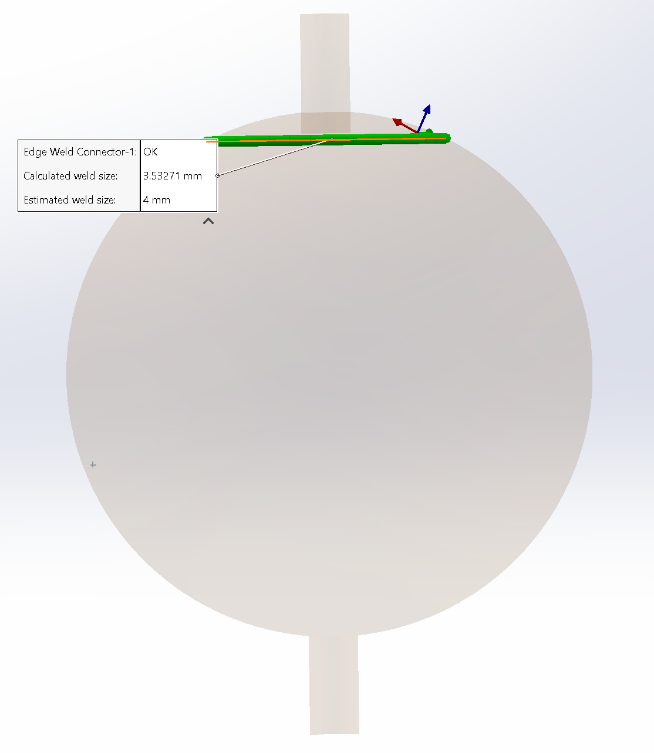 Edge Weld Connector-1: OK
Calculated weld size: 3.53271 mm
Estimated weld size: 4 mm